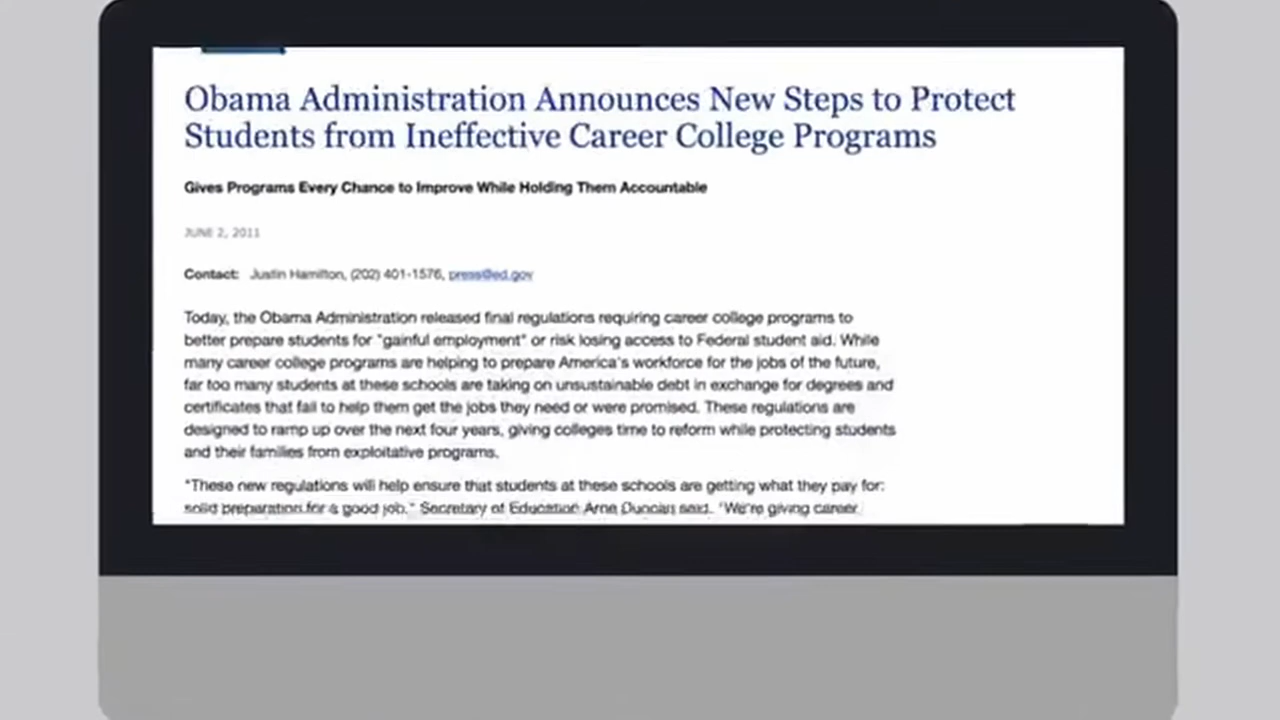 Obama Administration Announces New Steps to Protect
Students from Ineffective Career College Programs
Gives Programs Every Chance to Improve While Holding Them Accountable
JUNE 2, 2011
Contact: Justin Hamilton, (202) 401-1576, press@ed.gov
Today, the Obama Administration released final regulations requiring career college programs to
better prepare students for "gainful employment" or risk losing access to Federal student aid. While
many career college programs are helping to prepare America's workforce for the jobs of the future,
far too many students at these schools are taking on unsustainable debt in exchange for degrees and
certificates that fail to help them get the jobs they need or were promised. These regulations are
designed to ramp up over the next four years, giving colleges time to reform while protecting students
and their families from exploitative programs.
"These new regulations will help ensure that students at these schools are getting what they pay for:
solid preparation for a good job." Secretary of Education Arne Duncan said. "We're giving career